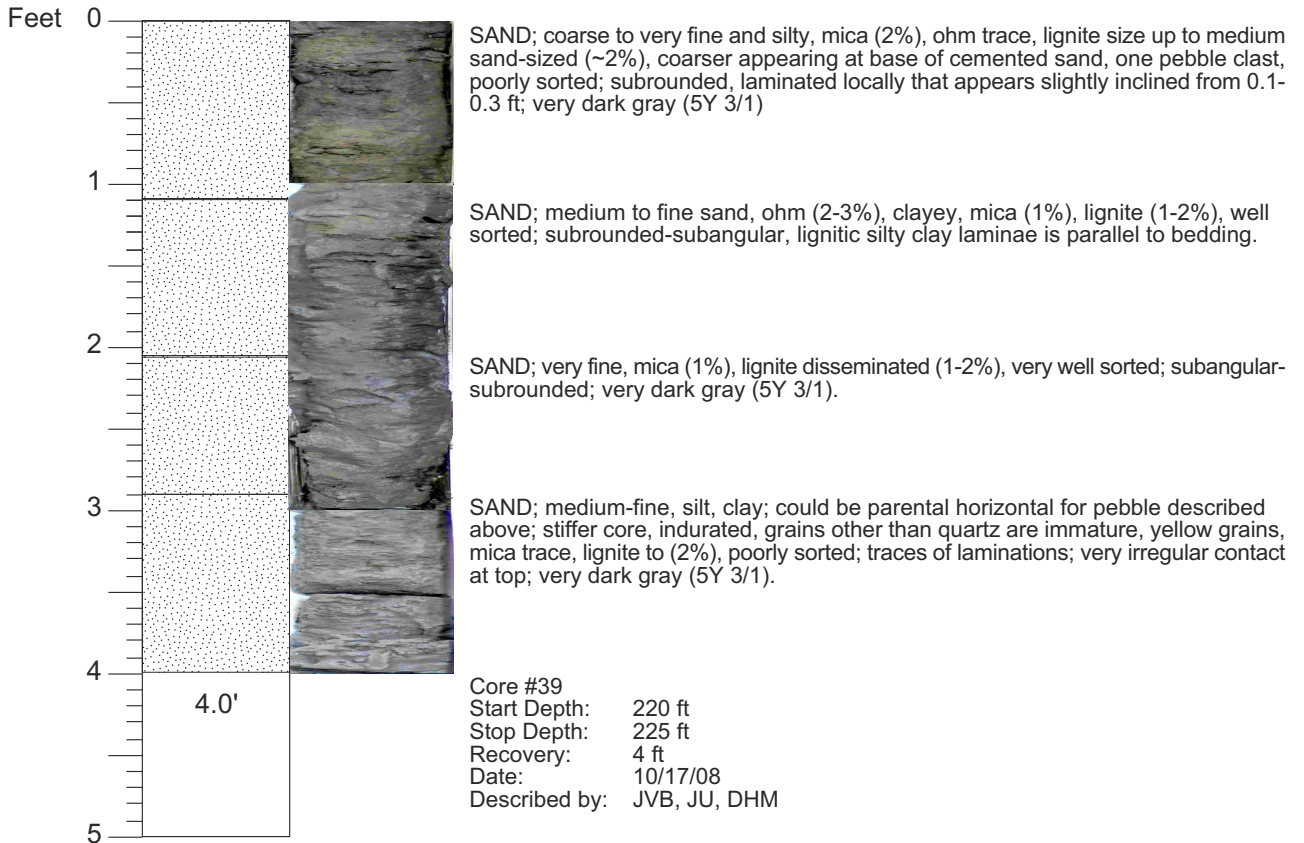 Feet
0
SAND; coarse to very fine and silty, mica (2%), ohm trace, lignite size up to medium
sand-sized (~2%), coarser appearing at base of cemented sand, one pebble clast,
poorly sorted; subrounded, laminated locally that appears slightly inclined from 0.1-
0.3 ft; very dark gray (5Y 3/1)
1
SAND; medium to fine sand, ohm (2-3%), clayey, mica (1%), lignite (1-2%), well
sorted; subrounded-subangular, lignitic silty clay laminae is parallel to bedding.
2
SAND; very fine, mica (1%), lignite disseminated (1-2%), very well sorted; subangular-
subrounded; very dark gray (5Y 3/1).
3
SAND; medium-fine, silt, clay; could be parental horizontal for pebble described
above; stiffer core, indurated, grains other than quartz are immature, yellow grains,
mica trace, lignite to (2%), poorly sorted; traces of laminations; very irregular contact
at top; very dark gray (5Y 3/1).
4
4.0'
Core #39
Start Depth: 220 ft
Stop Depth: 225 ft
Recovery: 4 ft
Date: 10/17/08
Described by: JVB, JU, DHM
5